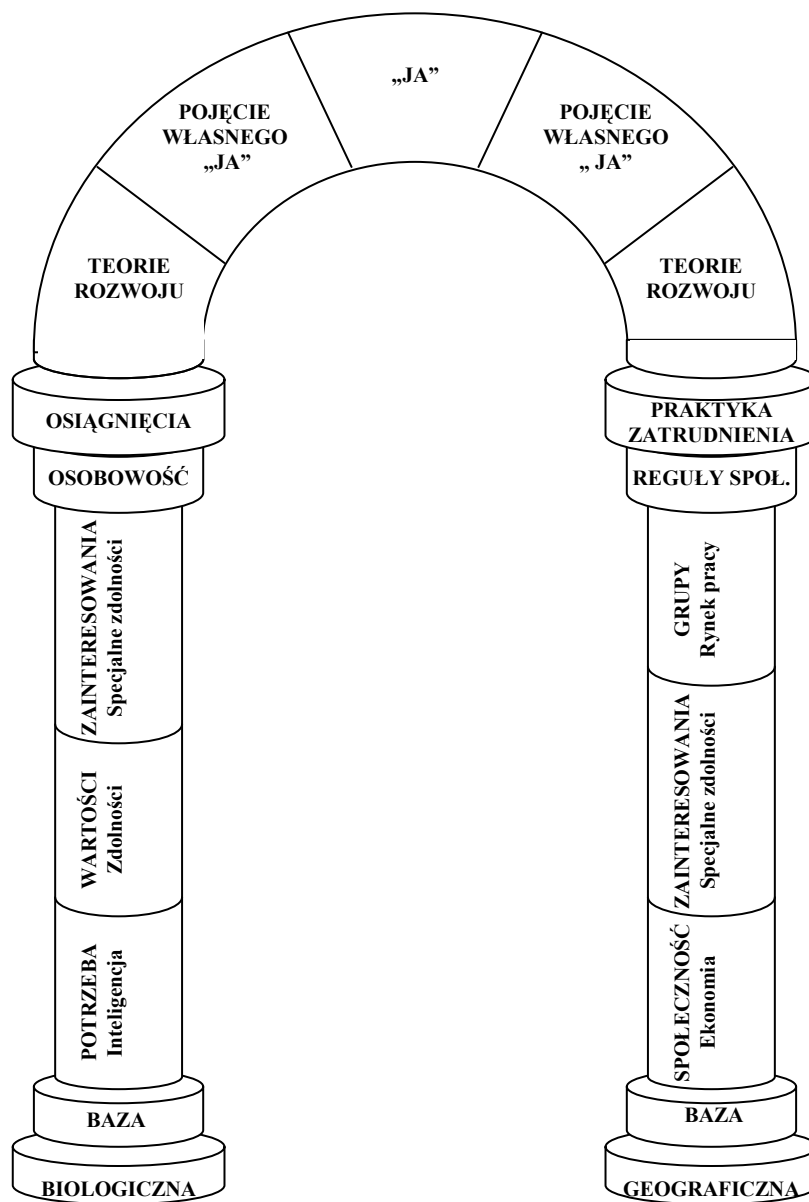 „JA”
POJĘCIE
WŁASNEGO
„JA”
POJĘCIE
WŁASNEGO
„ JA”
TEORIE
ROZWOJU
TEORIE
ROZWOJU
OSIĄGNIĘCIA
OSOBOWOŚĆ
ZAINTERESOWANIA
Specjalne zdolności
WARTOŚCI
Zdolności
POTRZEBA
Inteligencja
BAZA
BIOLOGICZNA
PRAKTYKA
ZATRUDNIENIA
REGUŁY SPOŁ.
GRUPY
Rynek pracy
ZAINTERESOWANIA
Specjalne zdolności
SPOŁECZNOŚĆ
Ekonomia
BAZA
GEOGRAFICZNA